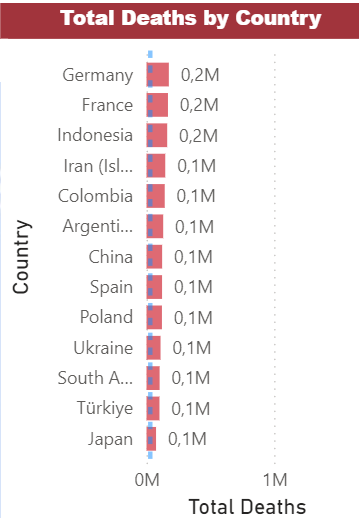 Total Deaths by Country
Germany 0,2M
France 0,2M
Indonesia 0,2M
Iran (Isl... 0,1M
Colombia 0,1M
Argenti... 0,1M
China 0,1M
Spain 0,1M
Poland 0,1M
Ukraine 0,1M
South A... 0,1M
Türkiye 0,1M
Japan 0,1M
Country
0M 1M
Total Deaths